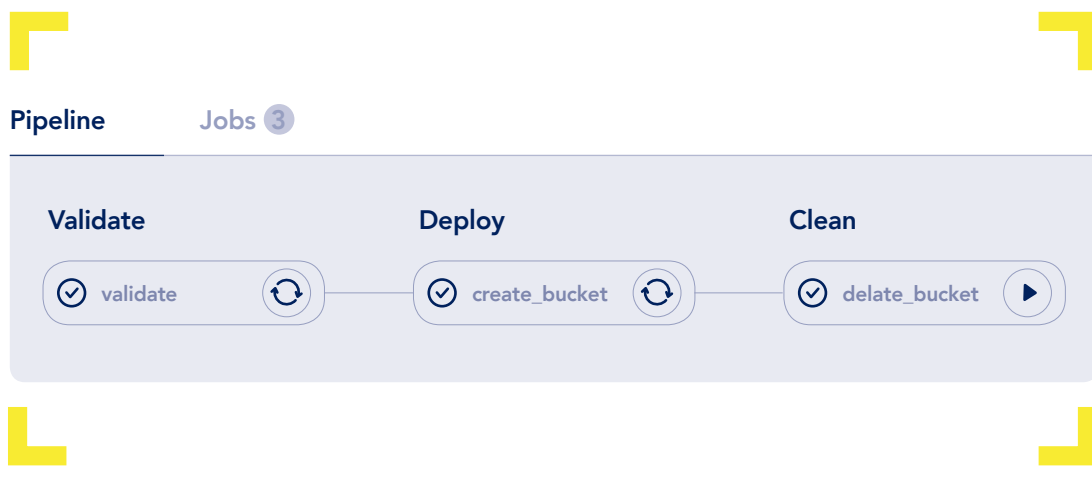 Pipeline Jobs 3
Validate Deploy Clean
validate create_bucket delate_bucket